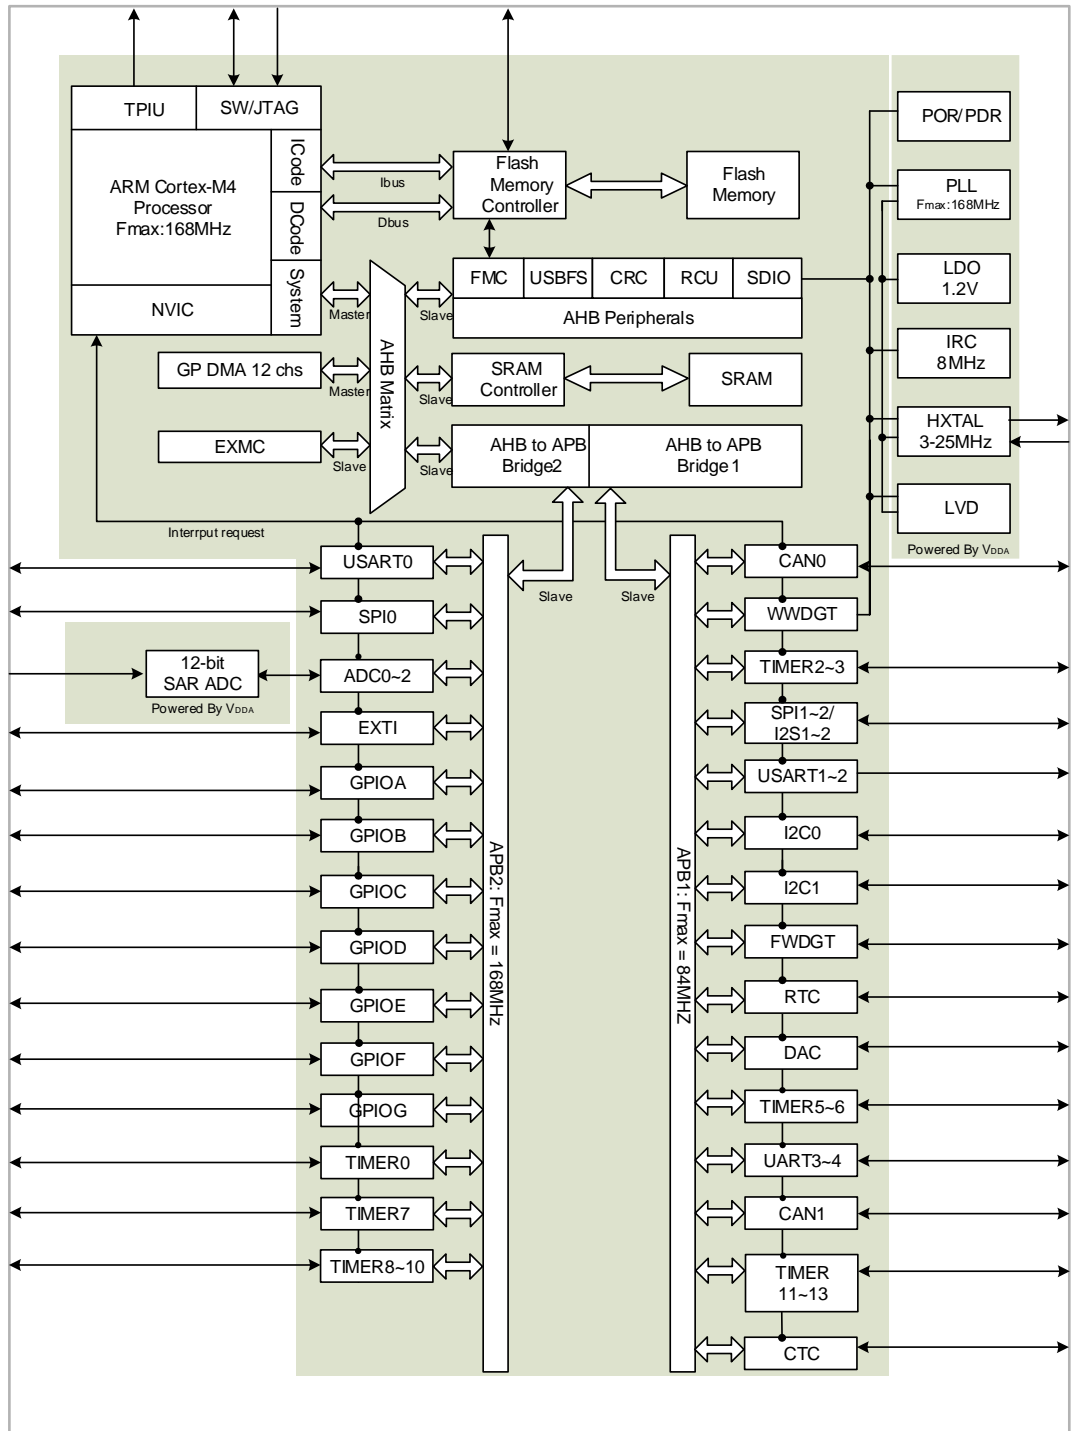 TPIU
SW/JTAG
ARM Cortex-M4
Processor
Fmax:168MHz
ICode
DCode
System
NVIC
Ibus
Dbus
Flash
Memory
Controller
Flash
Memory
FMC
USBFS
CRC
RCU
SDIO
AHB Peripherals
Master
Slave
AHB Matrix
GP DMA 12 chs
Master
Slave
SRAM
Controller
SRAM
EXMC
Slave
Slave
AHB to APB
Bridge2
AHB to APB
Bridge 1
POR/PDR
PLL
Fmax:168MHz
LDO
1.2V
IRC
8MHz
HXTAL
3-25MHz
LVD
Powered By VDDA
Interrput request
Slave
Slave
USART0
SPI0
12-bit
SAR ADC
Powered By VDDA
ADC0~2
EXTI
GPIOA
GPIOB
GPIOC
GPIOD
GPIOE
GPIOF
GPIOG
TIMER0
TIMER7
TIMER8~10
APB2: Fmax = 168MHz
APB1: Fmax = 84MHZ
CAN0
WWDGT
TIMER2~3
SPI1~2/
I2S1~2
USART1~2
I2C0
I2C1
FWDGT
RTC
DAC
TIMER5~6
UART3~4
CAN1
TIMER
11~13
CTC